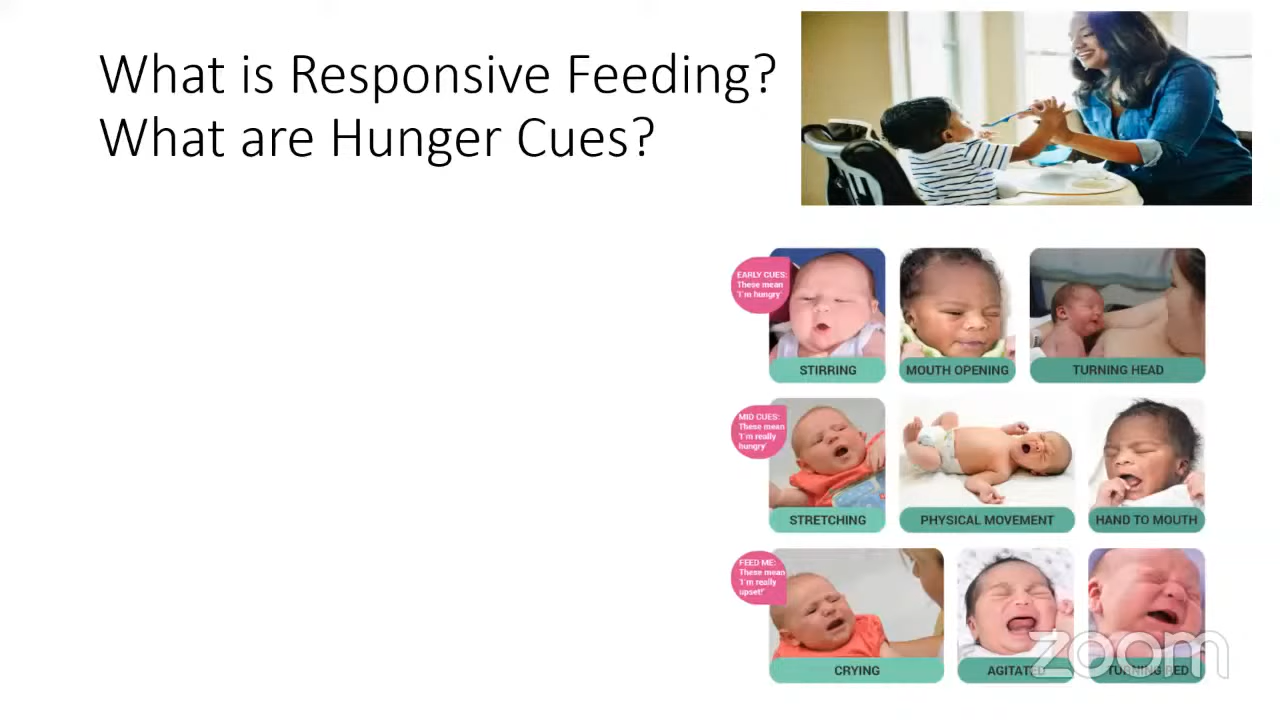 What is Responsive Feeding?
What are Hunger Cues?
EARLY CUES:
These mean
'I'm hungry'
STIRRING
MOUTH OPENING
TURNING HEAD
MID CUES:
These mean
'I'm really
hungry'
STRETCHING
PHYSICAL MOVEMENT
HAND TO MOUTH
FEED ME:
These mean
'I'm really
upset!'
CRYING
AGITATED
TURNING RED
zoom